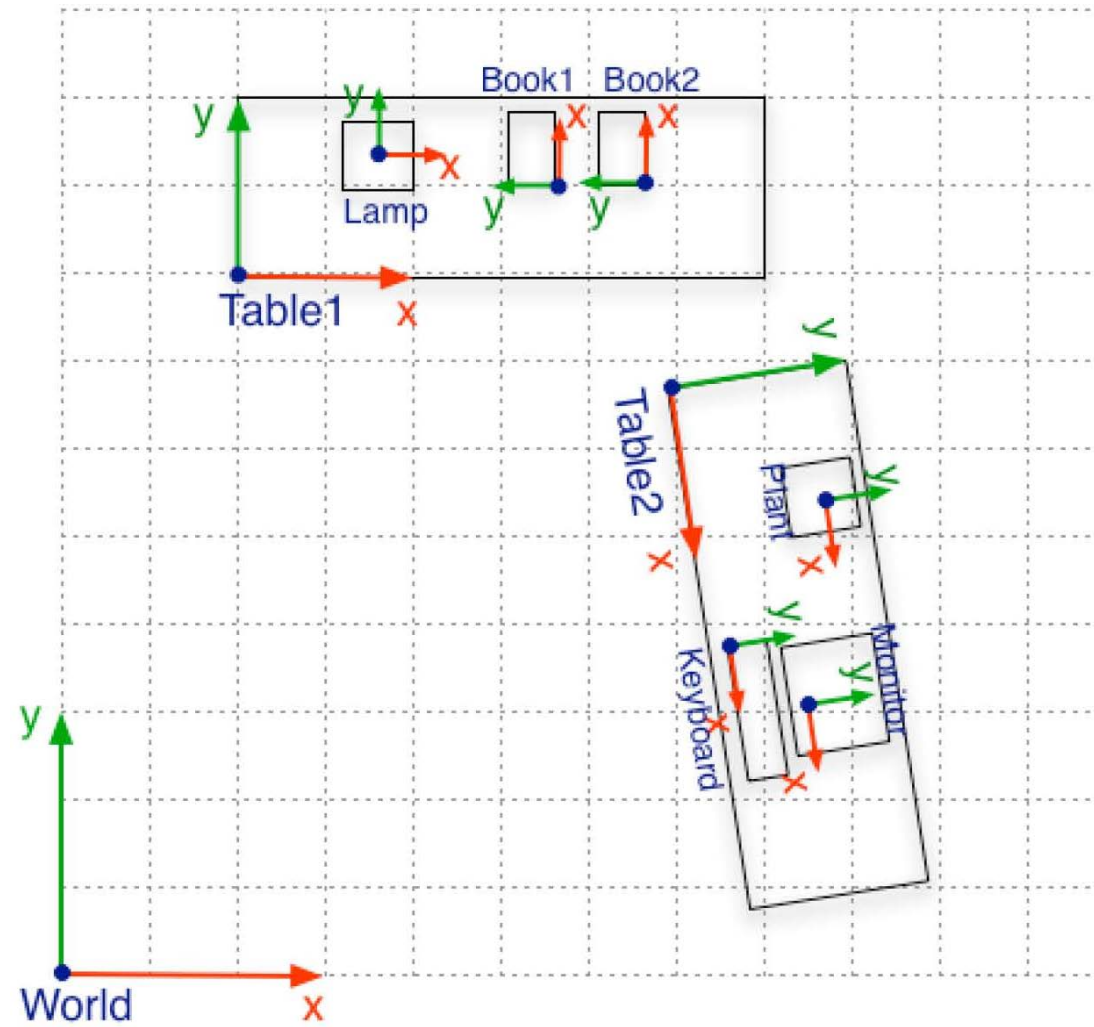 Book1 Book2
y
y
x
x
x
Lamp
y
y
Table1
x
y
Table2
x
Plant
y
x
y
Keyboard
x
Monitor
y
x
y
World
x